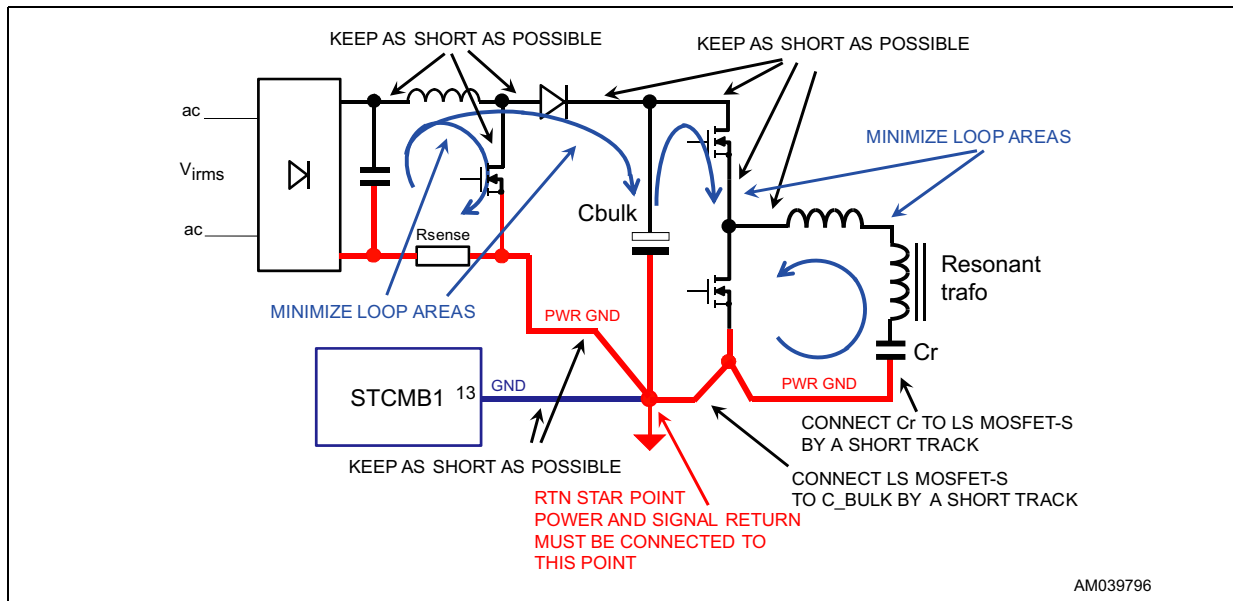 KEEP AS SHORT AS POSSIBLE
KEEP AS SHORT AS POSSIBLE
ac
MINIMIZE LOOP AREAS
Virms
Cbulk
ac
Rsense
Resonant
trafo
MINIMIZE LOOP AREAS
PWR GND
Cr
STCMB1
13
GND
PWR GND
CONNECT Cr TO LS MOSFET-S
BY A SHORT TRACK
KEEP AS SHORT AS POSSIBLE
CONNECT LS MOSFET-S
TO C_BULK BY A SHORT TRACK
RTN STAR POINT
POWER AND SIGNAL RETURN
MUST BE CONNECTED TO
THIS POINT
AM039796